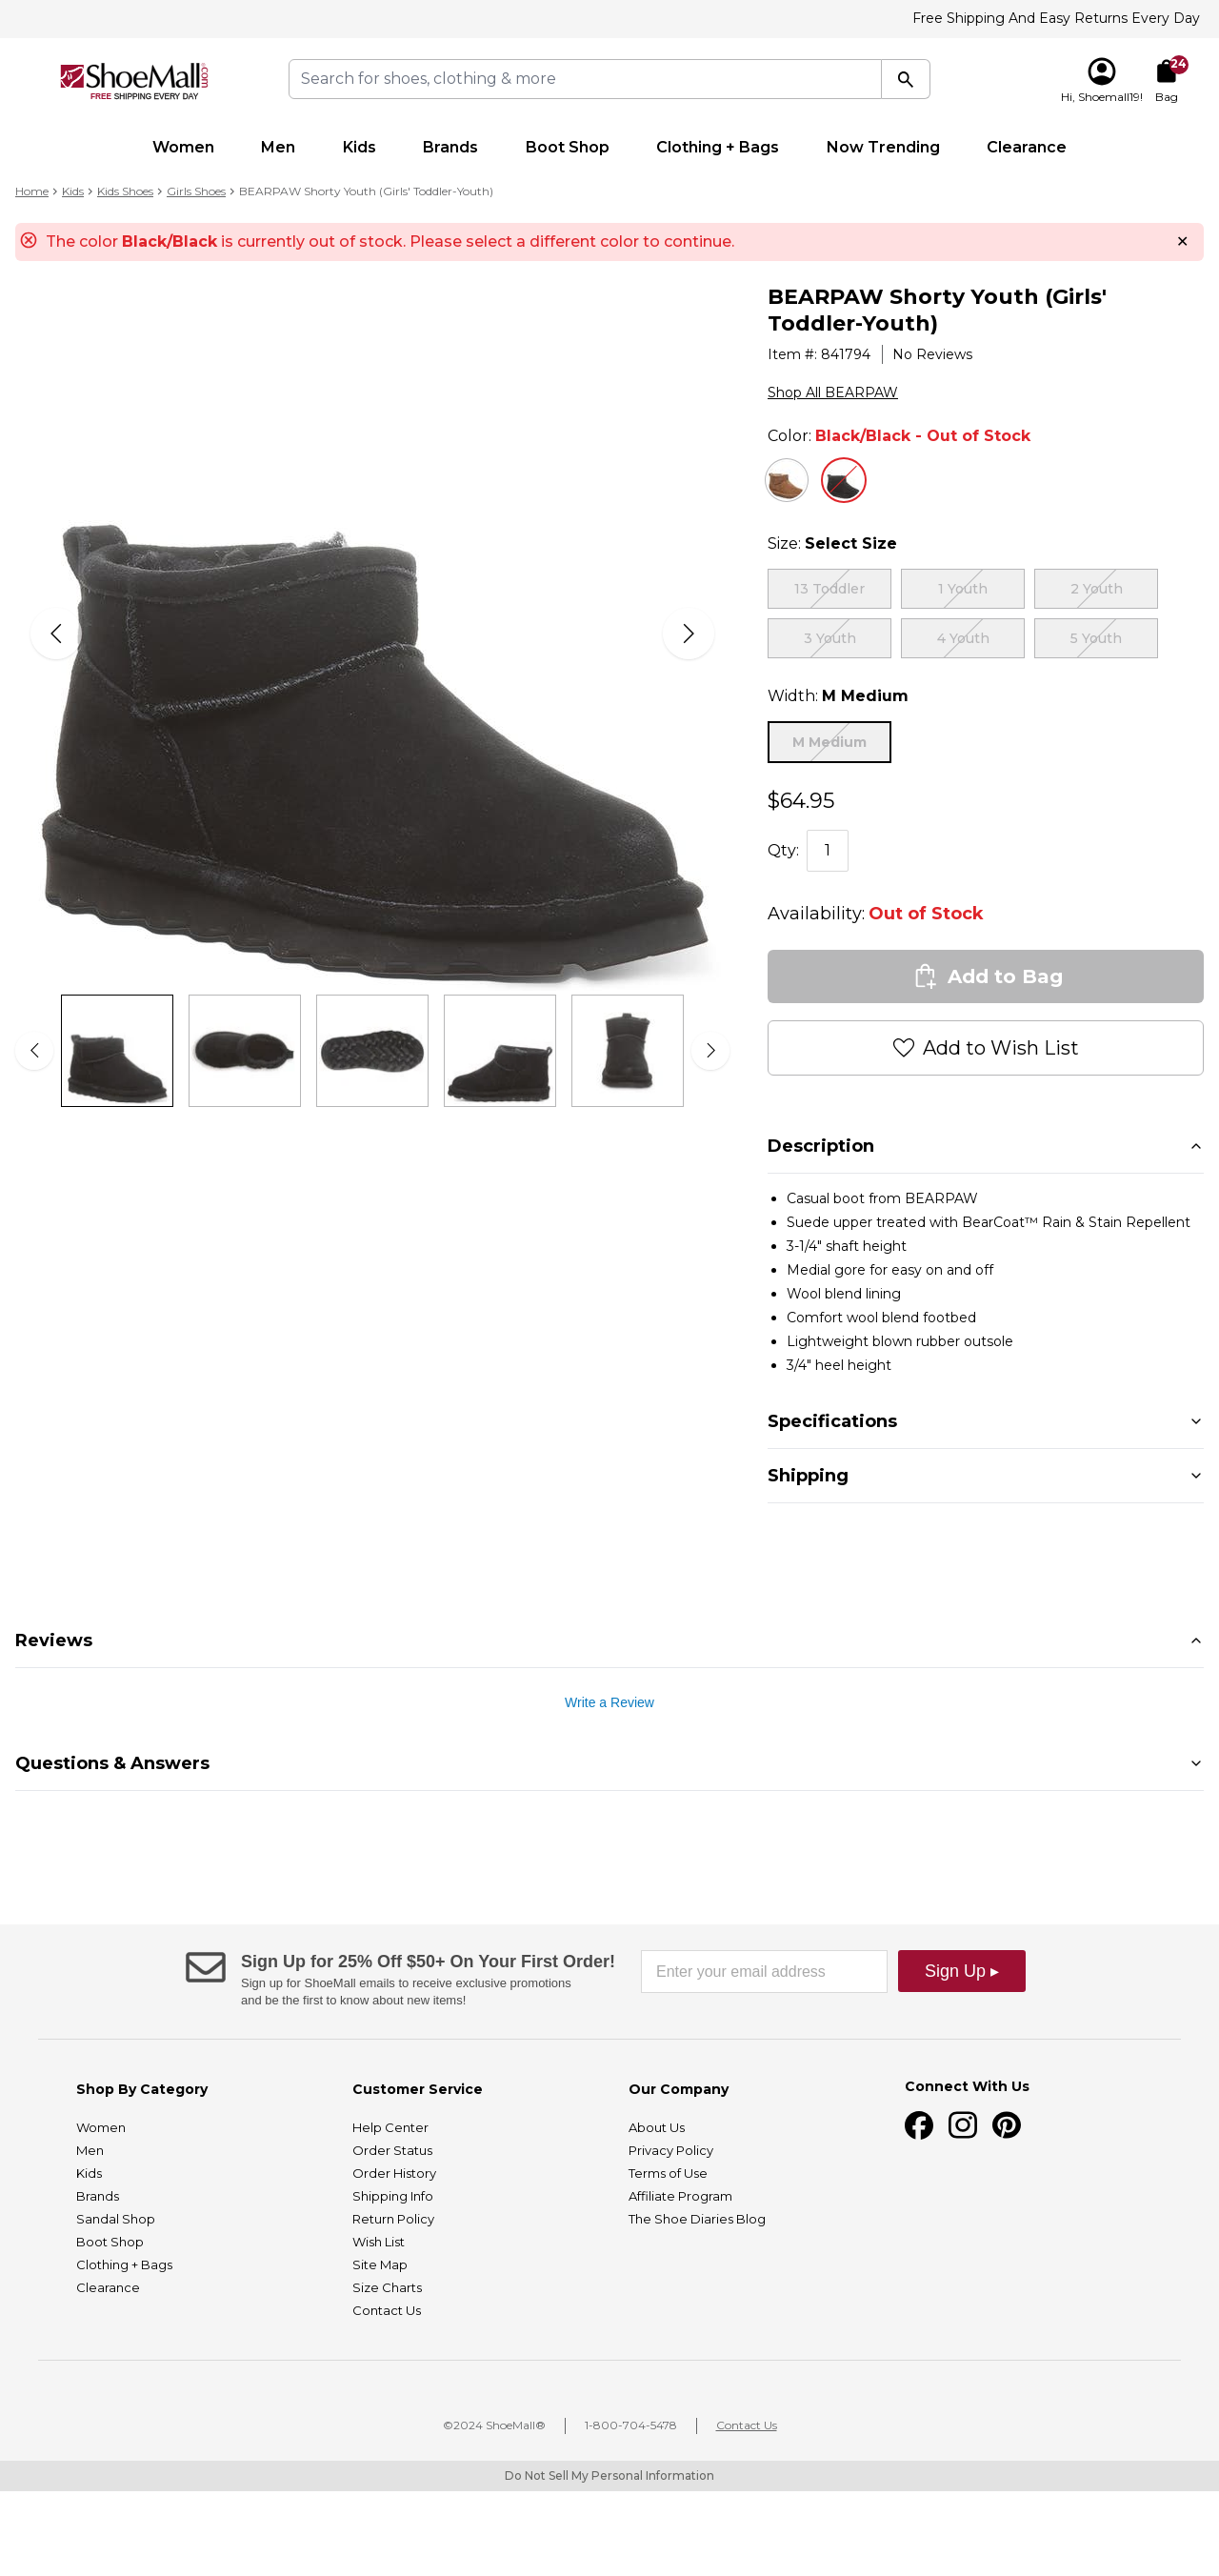 Free Shipping And Easy Returns Every Day
ShoeMall.com
FREE SHIPPING EVERY DAY
Search for shoes, clothing & more
24
Hi, Shoemall19!
Bag
Women Men Kids Brands Boot Shop Clothing + Bags Now Trending Clearance
Home > Kids > Kids Shoes > Girls Shoes > BEARPAW Shorty Youth (Girls' Toddler-Youth)
The color Black/Black is currently out of stock. Please select a different color to continue.
BEARPAW Shorty Youth (Girls'
Toddler-Youth)
Item #: 841794 | No Reviews
Shop All BEARPAW
Color: Black/Black - Out of Stock
Size: Select Size
13 Toddler 1 Youth 2 Youth
3 Youth 4 Youth 5 Youth
Width: M Medium
M Medium
$64.95
Qty: 1
Availability: Out of Stock
Add to Bag
Add to Wish List
Description
• Casual boot from BEARPAW
• Suede upper treated with BearCoat™ Rain & Stain Repellent
• 3-1/4" shaft height
• Medial gore for easy on and off
• Wool blend lining
• Comfort wool blend footbed
• Lightweight blown rubber outsole
• 3/4" heel height
Specifications
Shipping
Reviews
Write a Review
Questions & Answers
Sign Up for 25% Off $50+ On Your First Order!
Sign up for ShoeMall emails to receive exclusive promotions
and be the first to know about new items!
Enter your email address
Sign Up ▸
Shop By Category
Women
Men
Kids
Brands
Sandal Shop
Boot Shop
Clothing + Bags
Clearance
Customer Service
Help Center
Order Status
Order History
Shipping Info
Return Policy
Wish List
Site Map
Size Charts
Contact Us
Our Company
About Us
Privacy Policy
Terms of Use
Affiliate Program
The Shoe Diaries Blog
Connect With Us
©2024 ShoeMall® | 1-800-704-5478 | Contact Us
Do Not Sell My Personal Information